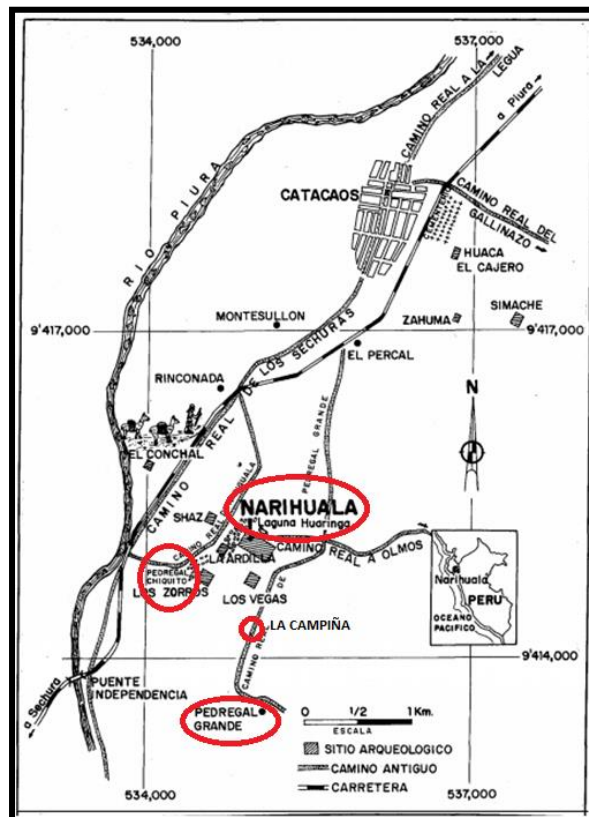 534,000
537,000
CAMINO REAL A LA LEGUA
a Piura
RIO PIURA
CATACAOS
CEMENTERIO
CAMINO REAL DEL GALLINAZO
HUACA
EL CAJERO
SIMACHE
ZAHUMA
MONTESULLON
9'417,000
9'417,000
EL PERCAL
RINCONADA
CAMINO REAL DE LOS SECHURAS
EL CONCHAL
PEDREGAL GRANDE
NARIHUALA
Laguna Huaringa
SHAZ
CAMINO REAL
LA ARDILLA
CAMINO REAL A OLMOS
PEDREGAL
CHIQUITO
LOS ZORROS
LOS VEGAS
Narihuala
PERU
OCEANO
PACIFICO
LA CAMPIÑA
CAMINO REAL DE
9'414,000
PUENTE
INDEPENDENCIA
a Sechura
PEDREGAL
GRANDE
N
0 1/2 1 Km.
ESCALA
SITIO ARQUEOLOGICO
CAMINO ANTIGUO
CARRETERA
534,000
537,000